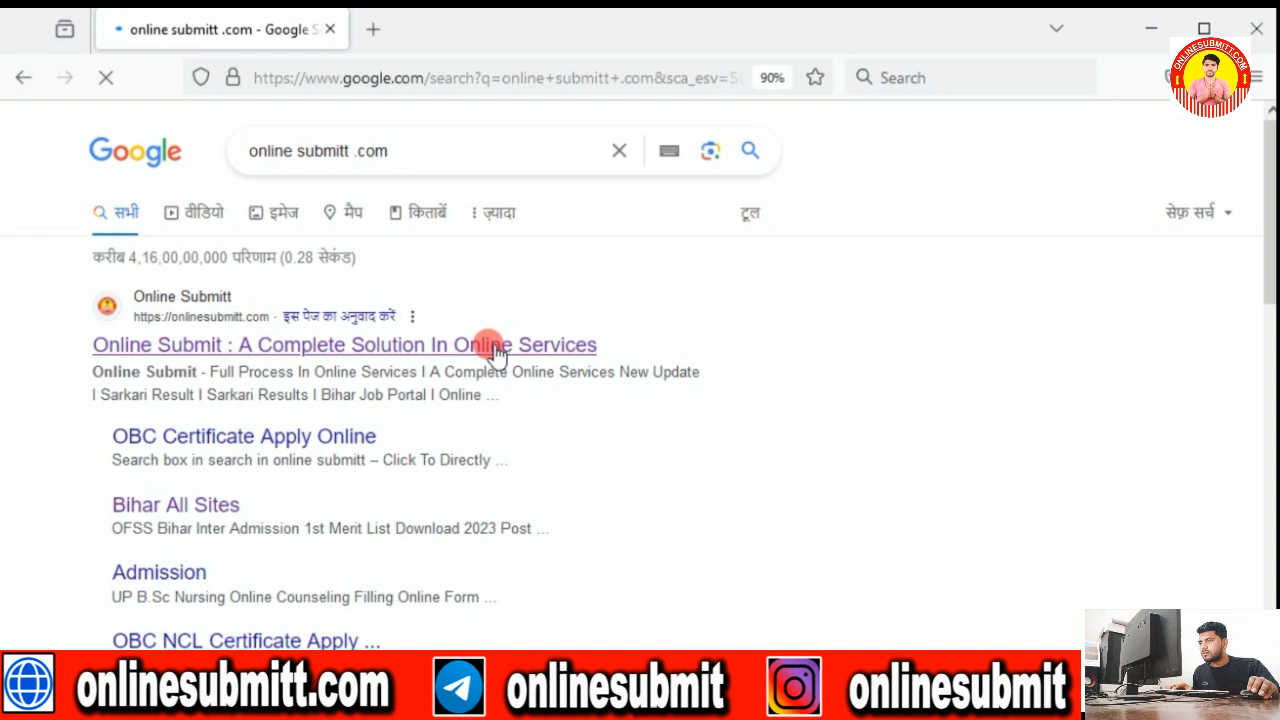 online submitt .com - Google S
https://www.google.com/search?q=online+submitt+.com&sca_esv=5
90%
Search
ONLINESUBMITT.COM
Google
online submitt .com
सभी
वीडियो
इमेज
मैप
किताबें
ज़्यादा
टूल
सेफ़ सर्च
करीब 4,16,00,00,000 परिणाम (0.28 सेकंड)
Online Submitt
https://onlinesubmitt.com · इस पेज का अनुवाद करें
Online Submit : A Complete Solution In Online Services
Online Submit - Full Process In Online Services I A Complete Online Services New Update
I Sarkari Result I Sarkari Results I Bihar Job Portal I Online ...
OBC Certificate Apply Online
Search box in search in online submitt – Click To Directly ...
Bihar All Sites
OFSS Bihar Inter Admission 1st Merit List Download 2023 Post ...
Admission
UP B.Sc Nursing Online Counseling Filling Online Form ...
OBC NCL Certificate Apply ...
onlinesubmitt.com
onlinesubmit
onlinesubmit